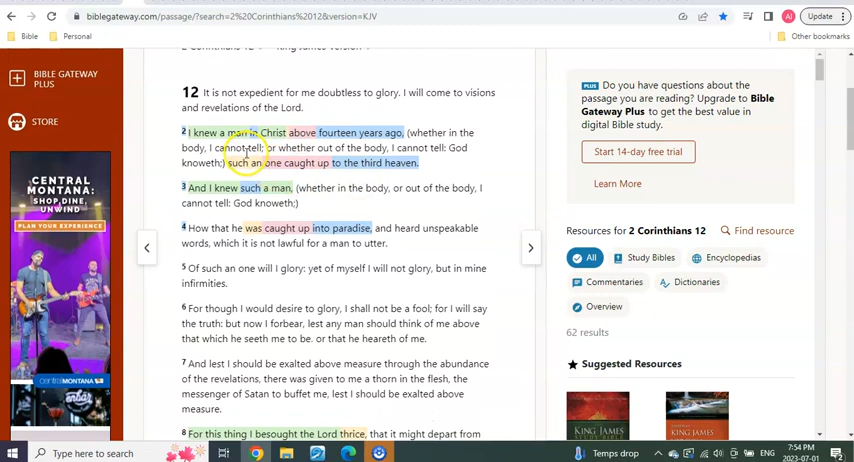 biblegateway.com/passage/?search=2%20Corinthians%2012&version=KJV
AI
Update
Bible
Personal
Other bookmarks
BIBLE GATEWAY
PLUS
STORE
CENTRAL
MONTANA:
SHOP, DINE,
UNWIND
PLAN YOUR EXPERIENCE
CENTRALMONTANA
12 It is not expedient for me doubtless to glory. I will come to visions
and revelations of the Lord.
2 I knew a man in Christ above fourteen years ago, (whether in the
body, I cannot tell; or whether out of the body, I cannot tell: God
knoweth;) such an one caught up to the third heaven.
3 And I knew such a man, (whether in the body, or out of the body, I
cannot tell: God knoweth;)
4 How that he was caught up into paradise, and heard unspeakable
words, which it is not lawful for a man to utter.
5 Of such an one will I glory: yet of myself I will not glory, but in mine
infirmities.
6 For though I would desire to glory, I shall not be a fool; for I will say
the truth: but now I forbear, lest any man should think of me above
that which he seeth me to be. or that he heareth of me.
7 And lest I should be exalted above measure through the abundance
of the revelations, there was given to me a thorn in the flesh, the
messenger of Satan to buffet me, lest I should be exalted above
measure.
8 For this thing I besought the Lord thrice, that it might depart from
PLUS Do you have questions about the
passage you are reading? Upgrade to Bible
Gateway Plus to get the best value in
digital Bible study.
Start 14-day free trial
Learn More
Resources for 2 Corinthians 12
Find resource
All
Study Bibles
Encyclopedias
Commentaries
Dictionaries
Overview
62 results
Suggested Resources
KING JAMES
KING JAMES
Type here to search
Temps drop
ENG
7:54 PM
2023-07-01
2